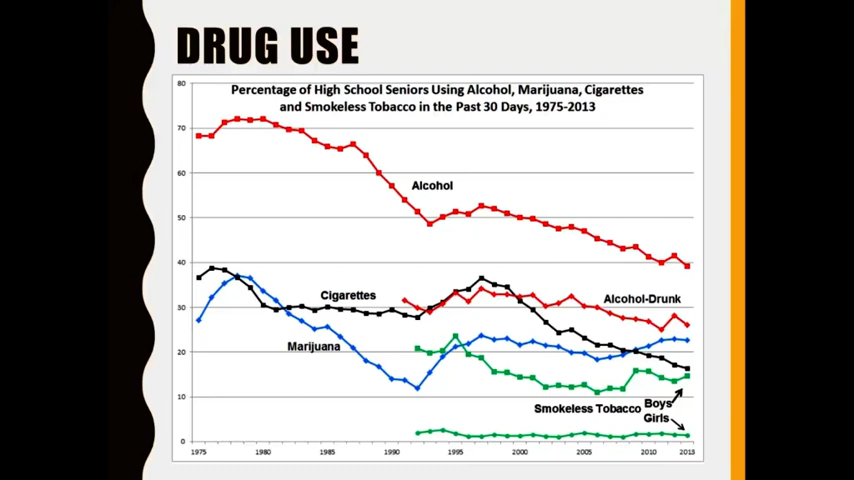 DRUG USE
Percentage of High School Seniors Using Alcohol, Marijuana, Cigarettes
and Smokeless Tobacco in the Past 30 Days, 1975-2013
80
70
60
50
40
30
20
10
0
Alcohol
Cigarettes
Alcohol-Drunk
Marijuana
Smokeless Tobacco
Boys
Girls
1975 1980 1985 1990 1995 2000 2005 2010 2013